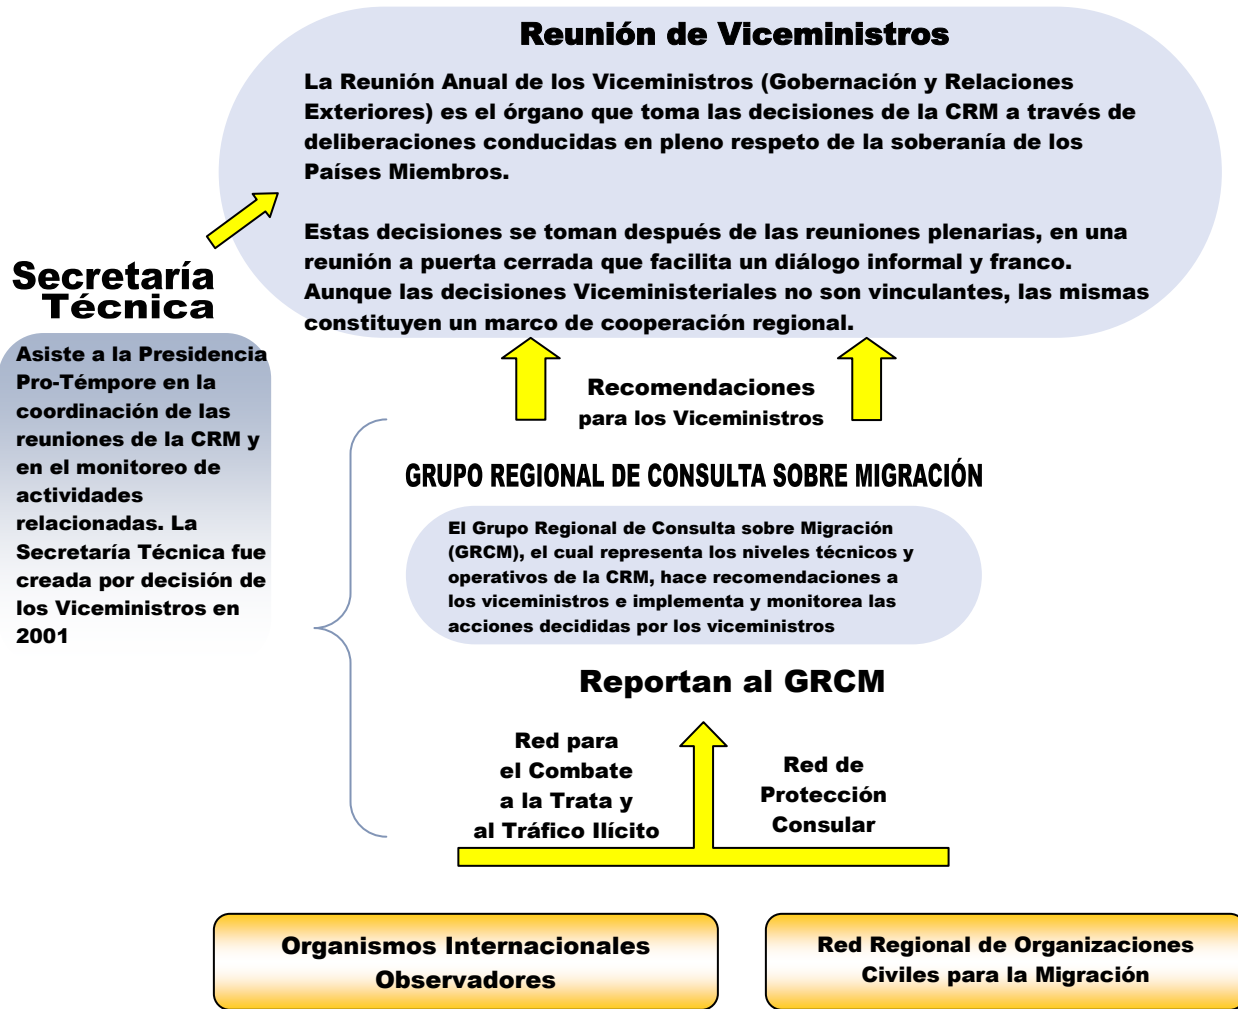 Reunión de Viceministros
La Reunión Anual de los Viceministros (Gobernación y Relaciones
Exteriores) es el órgano que toma las decisiones de la CRM a través de
deliberaciones conducidas en pleno respeto de la soberanía de los
Países Miembros.
Estas decisiones se toman después de las reuniones plenarias, en una
reunión a puerta cerrada que facilita un diálogo informal y franco.
Aunque las decisiones Viceministeriales no son vinculantes, las mismas
constituyen un marco de cooperación regional.
Secretaría
Técnica
Asiste a la Presidencia
Pro-Témpore en la
coordinación de las
reuniones de la CRM y
en el monitoreo de
actividades
relacionadas. La
Secretaría Técnica fue
creada por decisión de
los Viceministros en
2001
Recomendaciones
para los Viceministros
GRUPO REGIONAL DE CONSULTA SOBRE MIGRACIÓN
El Grupo Regional de Consulta sobre Migración
(GRCM), el cual representa los niveles técnicos y
operativos de la CRM, hace recomendaciones a
los viceministros e implementa y monitorea las
acciones decididas por los viceministros
Reportan al GRCM
Red para
el Combate
a la Trata y
al Tráfico Ilícito
Red de
Protección
Consular
Organismos Internacionales
Observadores
Red Regional de Organizaciones
Civiles para la Migración